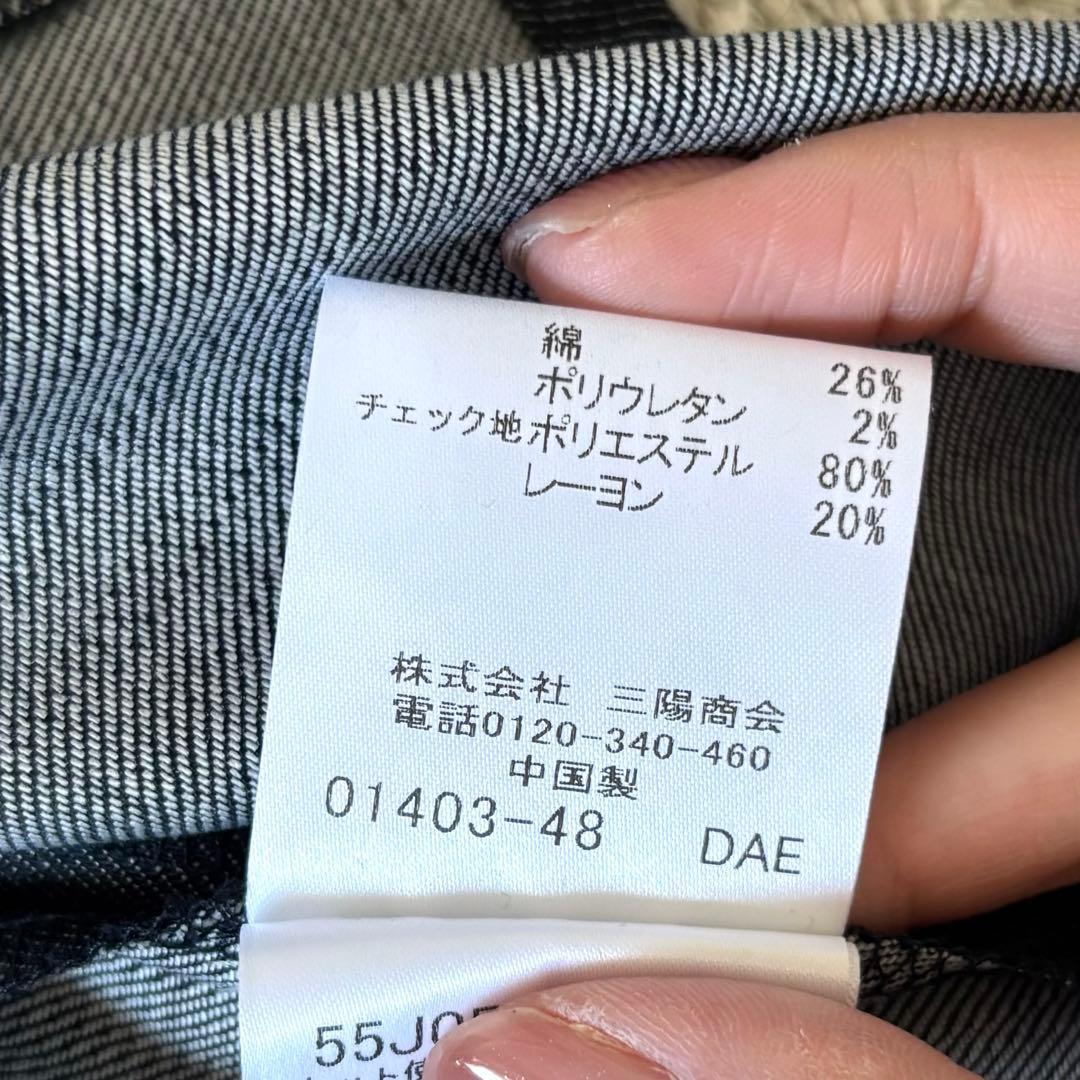 綿 26%
ポリウレタン 2%
チェック地ポリエステル 80%
レーヨン 20%
株式会社 三陽商会
電話0120-340-460
中国製
01403-48 DAE
55J0